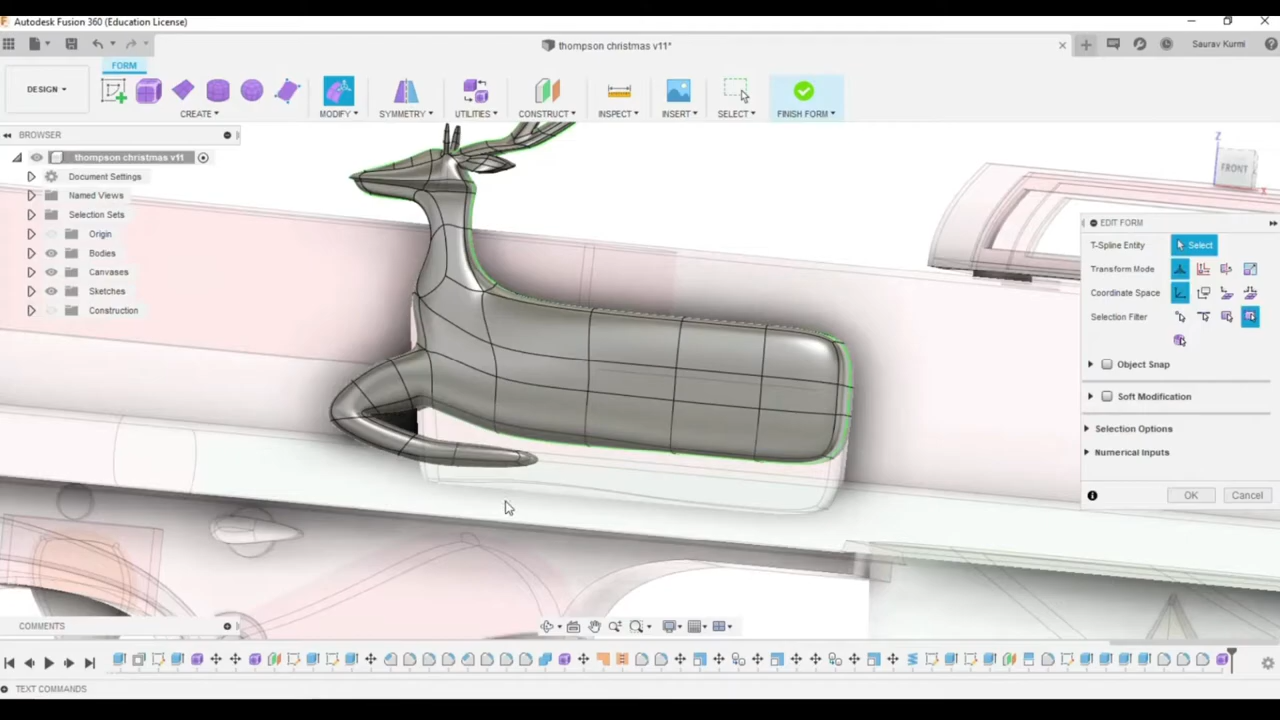 Autodesk Fusion 360 (Education License)
thompson christmas v11*
Saurav Kurmi
FORM
DESIGN
CREATE
MODIFY
SYMMETRY
UTILITIES
CONSTRUCT
INSPECT
INSERT
SELECT
FINISH FORM
BROWSER
thompson christmas v11
Document Settings
Named Views
Selection Sets
Origin
Bodies
Canvases
Sketches
Construction
Z
FRONT
X
EDIT FORM
T-Spline Entity
Select
Transform Mode
Coordinate Space
Selection Filter
Object Snap
Soft Modification
Selection Options
Numerical Inputs
OK
Cancel
COMMENTS
TEXT COMMANDS